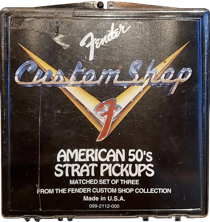 Fender
Custom Shop
AMERICAN 50's
STRAT PICKUPS
MATCHED SET OF THREE
FROM THE FENDER CUSTOM SHOP COLLECTION
Made in U.S.A.
099-2112-000